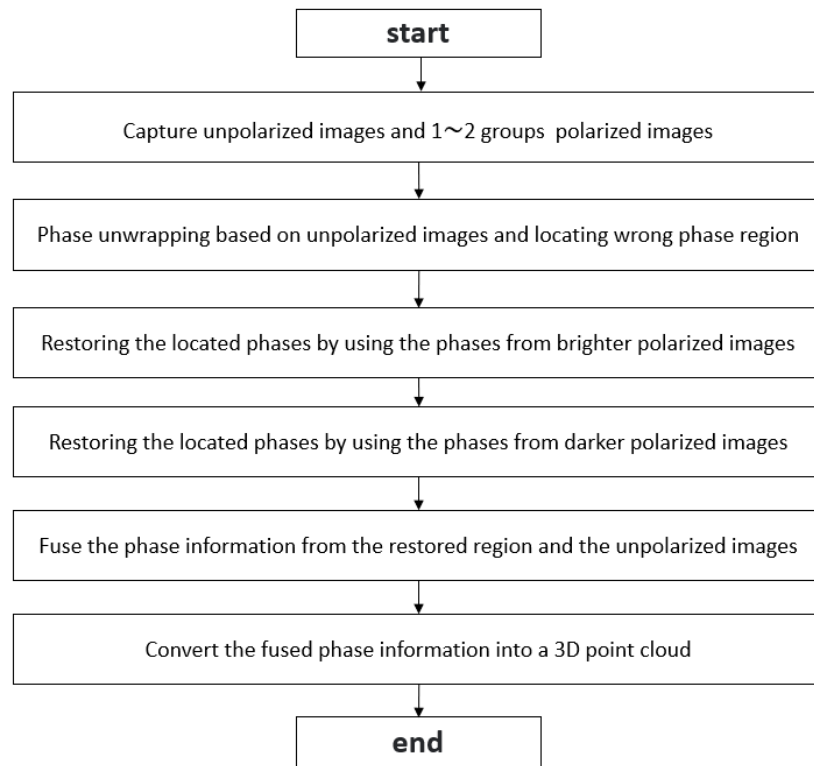 start
Capture unpolarized images and 1～2 groups polarized images
Phase unwrapping based on unpolarized images and locating wrong phase region
Restoring the located phases by using the phases from brighter polarized images
Restoring the located phases by using the phases from darker polarized images
Fuse the phase information from the restored region and the unpolarized images
Convert the fused phase information into a 3D point cloud
end